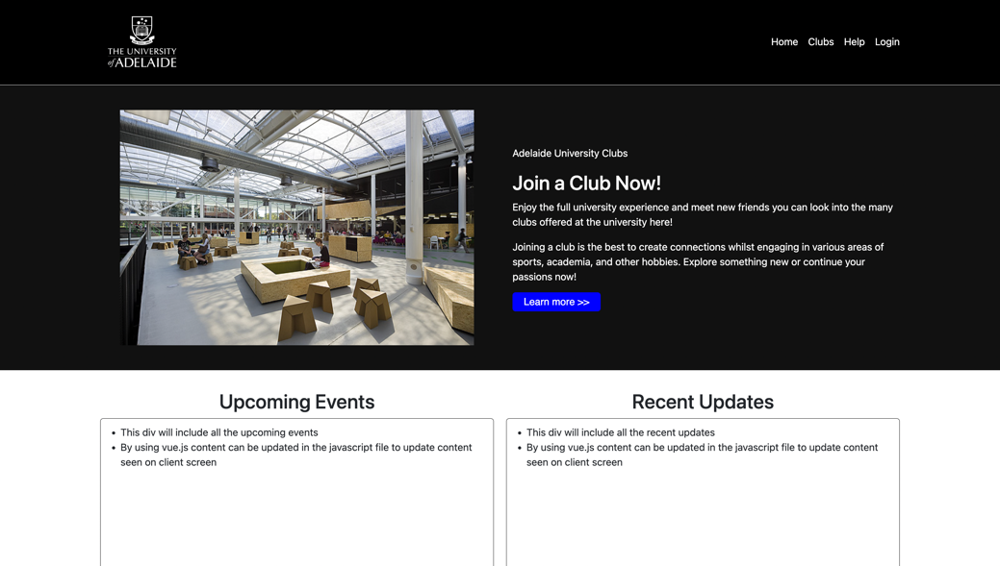 THE UNIVERSITY
of ADELAIDE
Home Clubs Help Login
Adelaide University Clubs
Join a Club Now!
Enjoy the full university experience and meet new friends you can look into the many
clubs offered at the university here!
Joining a club is the best to create connections whilst engaging in various areas of
sports, academia, and other hobbies. Explore something new or continue your
passions now!
Learn more >>
Upcoming Events
• This div will include all the upcoming events
• By using vue.js content can be updated in the javascript file to update content
seen on client screen
Recent Updates
• This div will include all the recent updates
• By using vue.js content can be updated in the javascript file to update content
seen on client screen